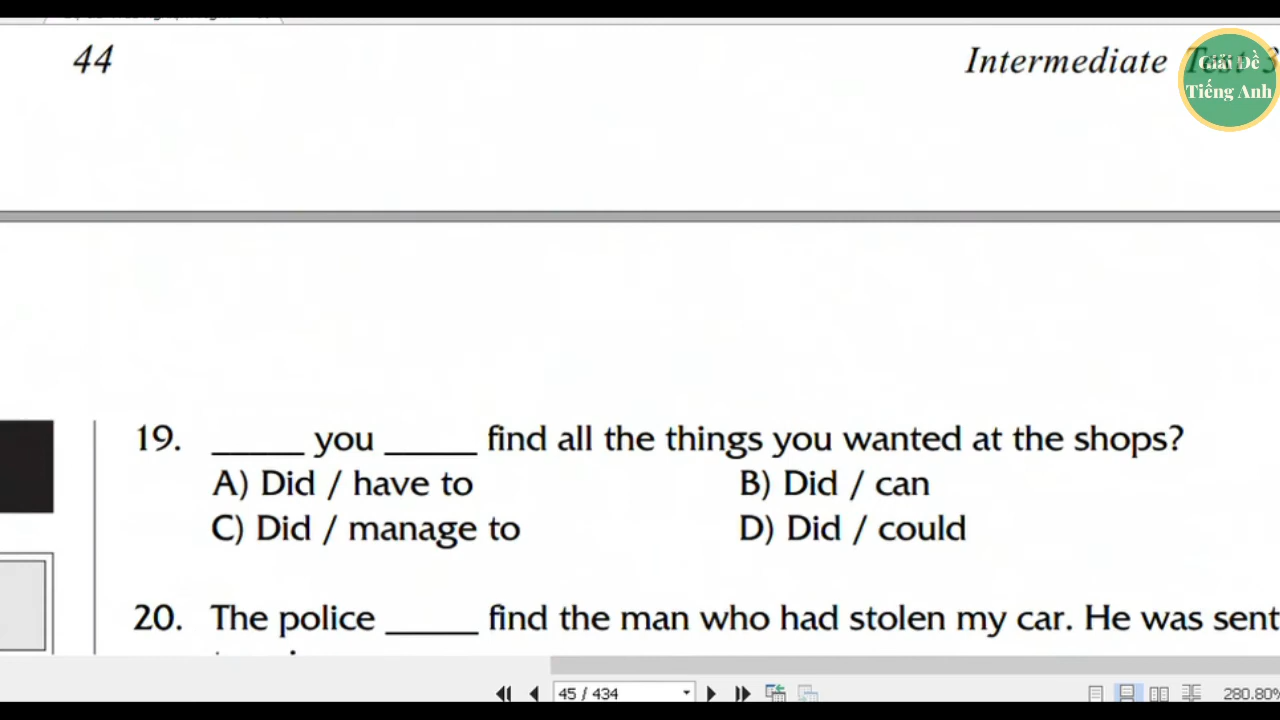 44
Intermediate Test 3
Giải Đề
Tiếng Anh
19. _____ you _____ find all the things you wanted at the shops?
A) Did / have to
B) Did / can
C) Did / manage to
D) Did / could
20. The police _____ find the man who had stolen my car. He was sent
45 / 434
280.80%